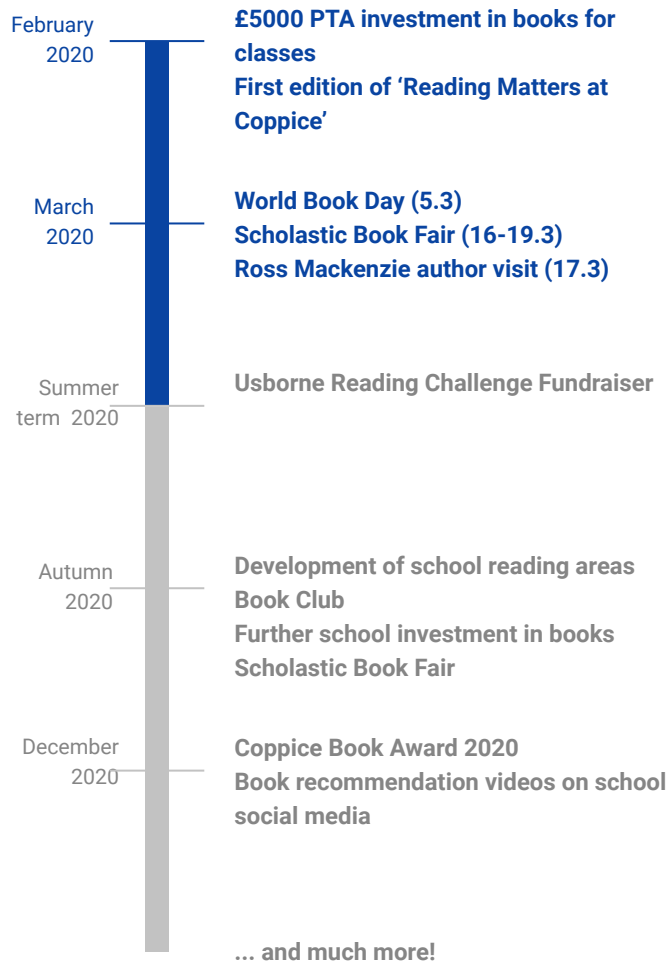 February
2020
£5000 PTA investment in books for
classes
First edition of ‘Reading Matters at
Coppice’
March
2020
World Book Day (5.3)
Scholastic Book Fair (16-19.3)
Ross Mackenzie author visit (17.3)
Summer
term 2020
Usborne Reading Challenge Fundraiser
Autumn
2020
Development of school reading areas
Book Club
Further school investment in books
Scholastic Book Fair
December
2020
Coppice Book Award 2020
Book recommendation videos on school
social media
... and much more!